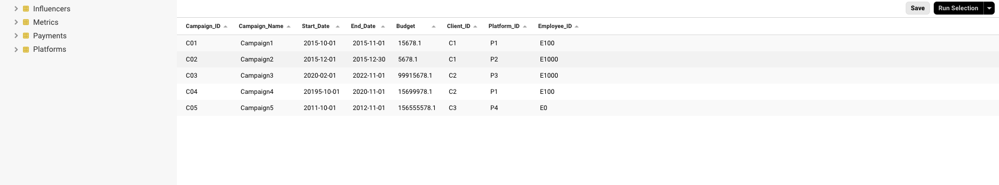 Influencers
Metrics
Payments
Platforms
Save Run Selection
Campaign_ID Campaign_Name Start_Date End_Date Budget Client_ID Platform_ID Employee_ID
C01 Campaign1 2015-10-01 2015-11-01 15678.1 C1 P1 E100
C02 Campaign2 2015-12-01 2015-12-30 5678.1 C1 P2 E1000
C03 Campaign3 2020-02-01 2022-11-01 99915678.1 C2 P3 E1000
C04 Campaign4 20195-10-01 2020-11-01 15699978.1 C2 P1 E100
C05 Campaign5 2011-10-01 2012-11-01 156555578.1 C3 P4 E0